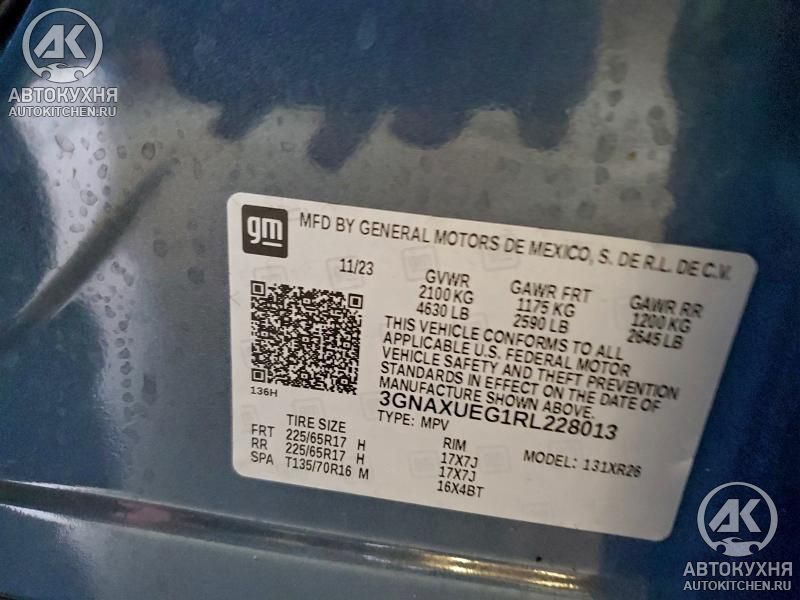 АВТОКУХНЯ
AUTOKITCHEN.RU
gm
MFD BY GENERAL MOTORS DE MEXICO, S. DE R.L. DE C.V.
11/23
GVWR GAWR FRT GAWR RR
2100 KG 1175 KG 1200 KG
4630 LB 2590 LB 2645 LB
THIS VEHICLE CONFORMS TO ALL
APPLICABLE U.S. FEDERAL MOTOR
VEHICLE SAFETY AND THEFT PREVENTION
STANDARDS IN EFFECT ON THE DATE OF
MANUFACTURE SHOWN ABOVE.
136H
3GNAXUEG1RL228013
TYPE: MPV
MODEL: 131XR26
TIRE SIZE RIM
FRT 225/65R17 H 17X7J
RR 225/65R17 H 17X7J
SPA T135/70R16 M 16X4BT
АВТОКУХНЯ
AUTOKITCHEN.RU